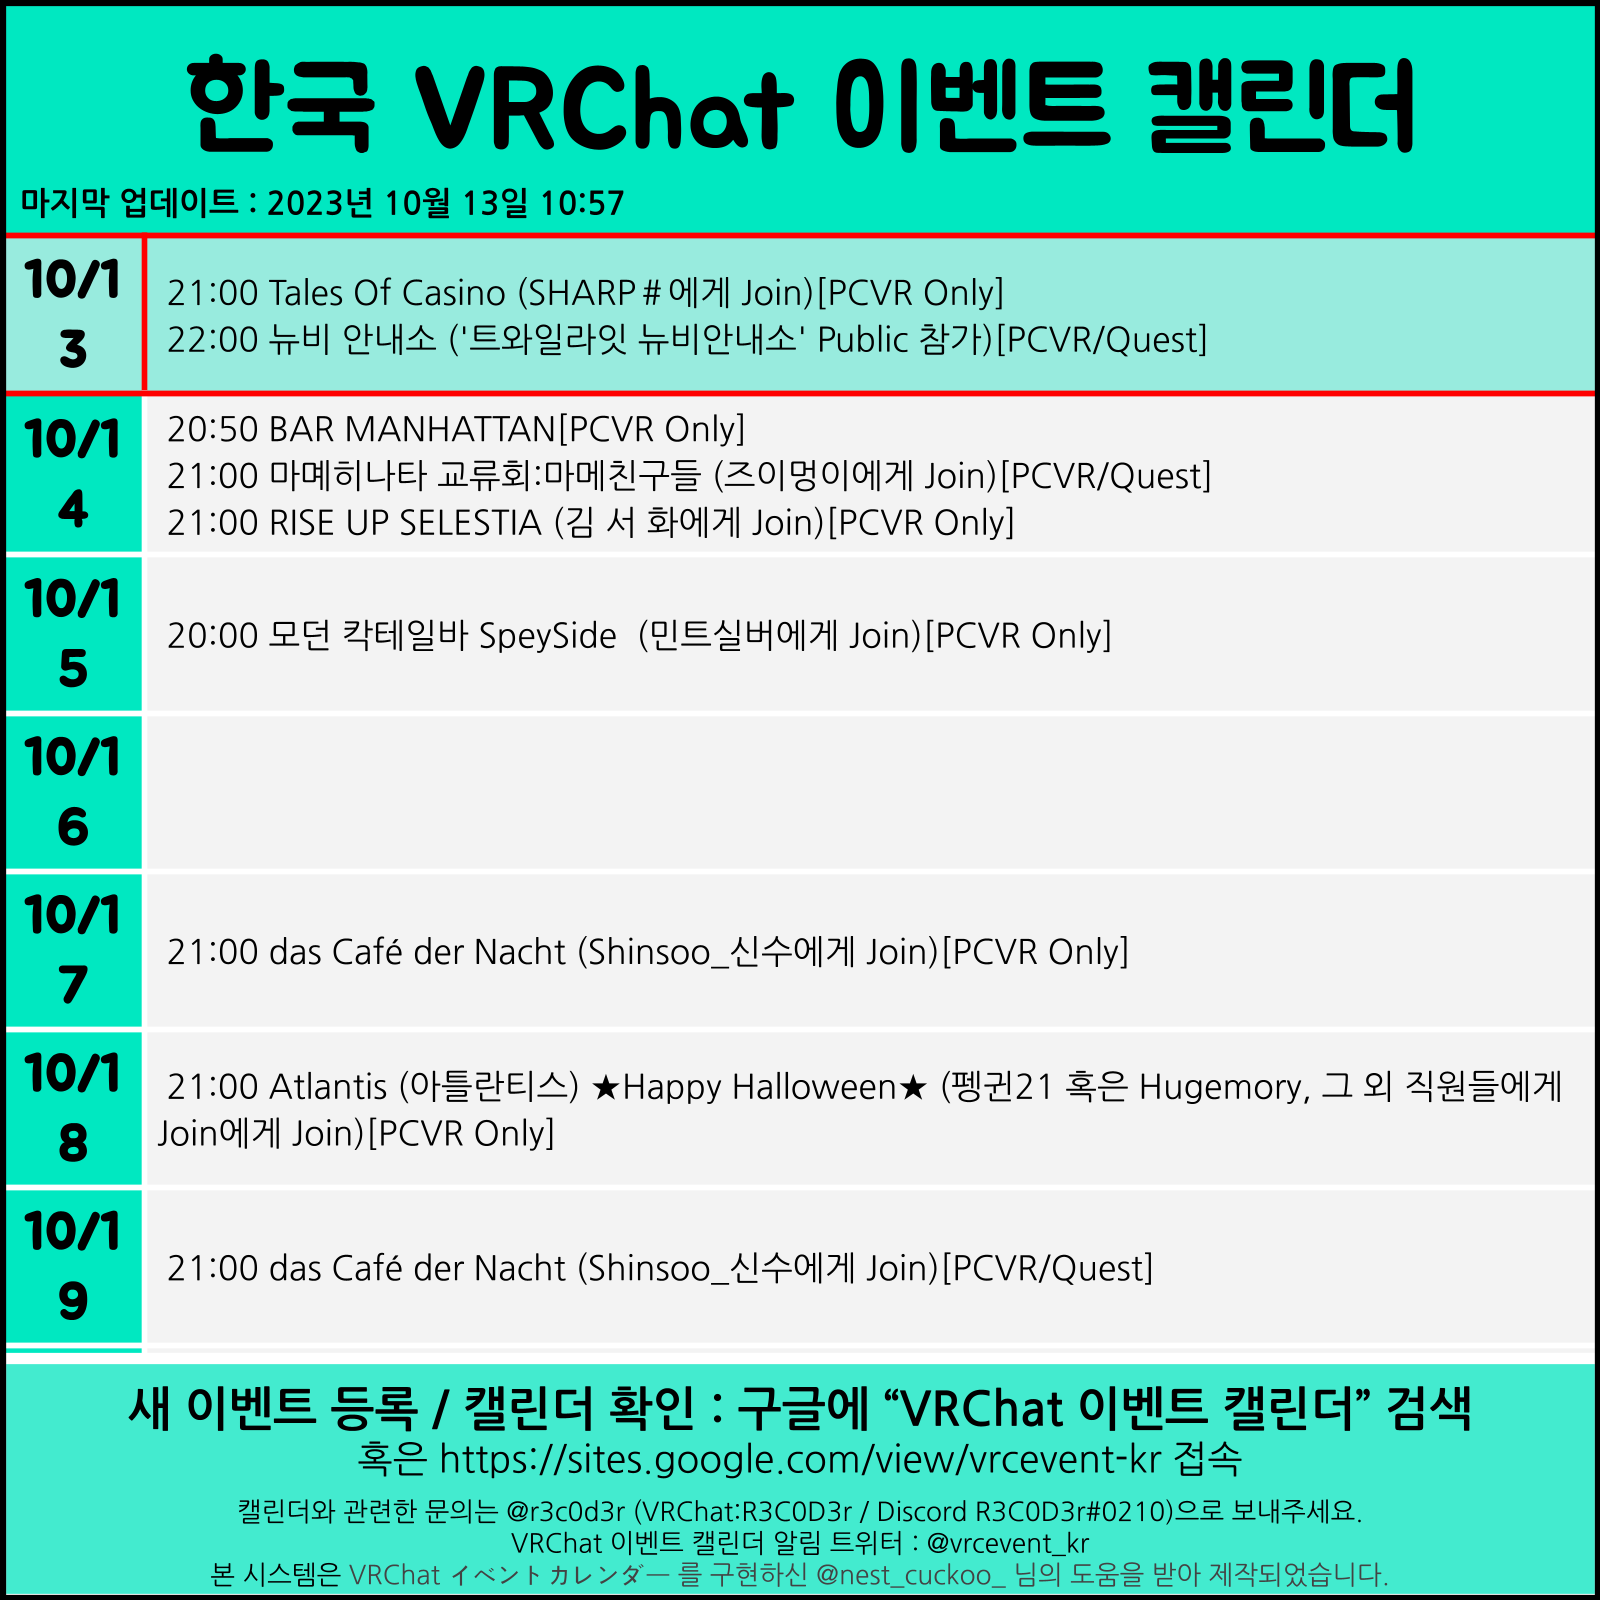 한국 VRChat 이벤트 캘린더
마지막 업데이트 : 2023년 10월 13일 10:57
10/1
3
21:00 Tales Of Casino (SHARP＃에게 Join)[PCVR Only]
22:00 뉴비 안내소 ('트와일라잇 뉴비안내소' Public 참가)[PCVR/Quest]
10/1
4
20:50 BAR MANHATTAN[PCVR Only]
21:00 마몌히나타 교류회:마메친구들 (즈이멍이에게 Join)[PCVR/Quest]
21:00 RISE UP SELESTIA (김 서 화에게 Join)[PCVR Only]
10/1
5
20:00 모던 칵테일바 SpeySide  (민트실버에게 Join)[PCVR Only]
10/1
6
10/1
7
21:00 das Café der Nacht (Shinsoo_신수에게 Join)[PCVR Only]
10/1
8
21:00 Atlantis (아틀란티스) ★Happy Halloween★ (펭귄21 혹은 Hugemory, 그 외 직원들에게
Join에게 Join)[PCVR Only]
10/1
9
21:00 das Café der Nacht (Shinsoo_신수에게 Join)[PCVR/Quest]
새 이벤트 등록 / 캘린더 확인 : 구글에 “VRChat 이벤트 캘린더” 검색
혹은 https://sites.google.com/view/vrcevent-kr 접속
캘린더와 관련한 문의는 @r3c0d3r (VRChat:R3C0D3r / Discord R3C0D3r#0210)으로 보내주세요.
VRChat 이벤트 캘린더 알림 트위터 : @vrcevent_kr
본 시스템은 VRChat イベントカレンダー 를 구현하신 @nest_cuckoo_ 님의 도움을 받아 제작되었습니다.